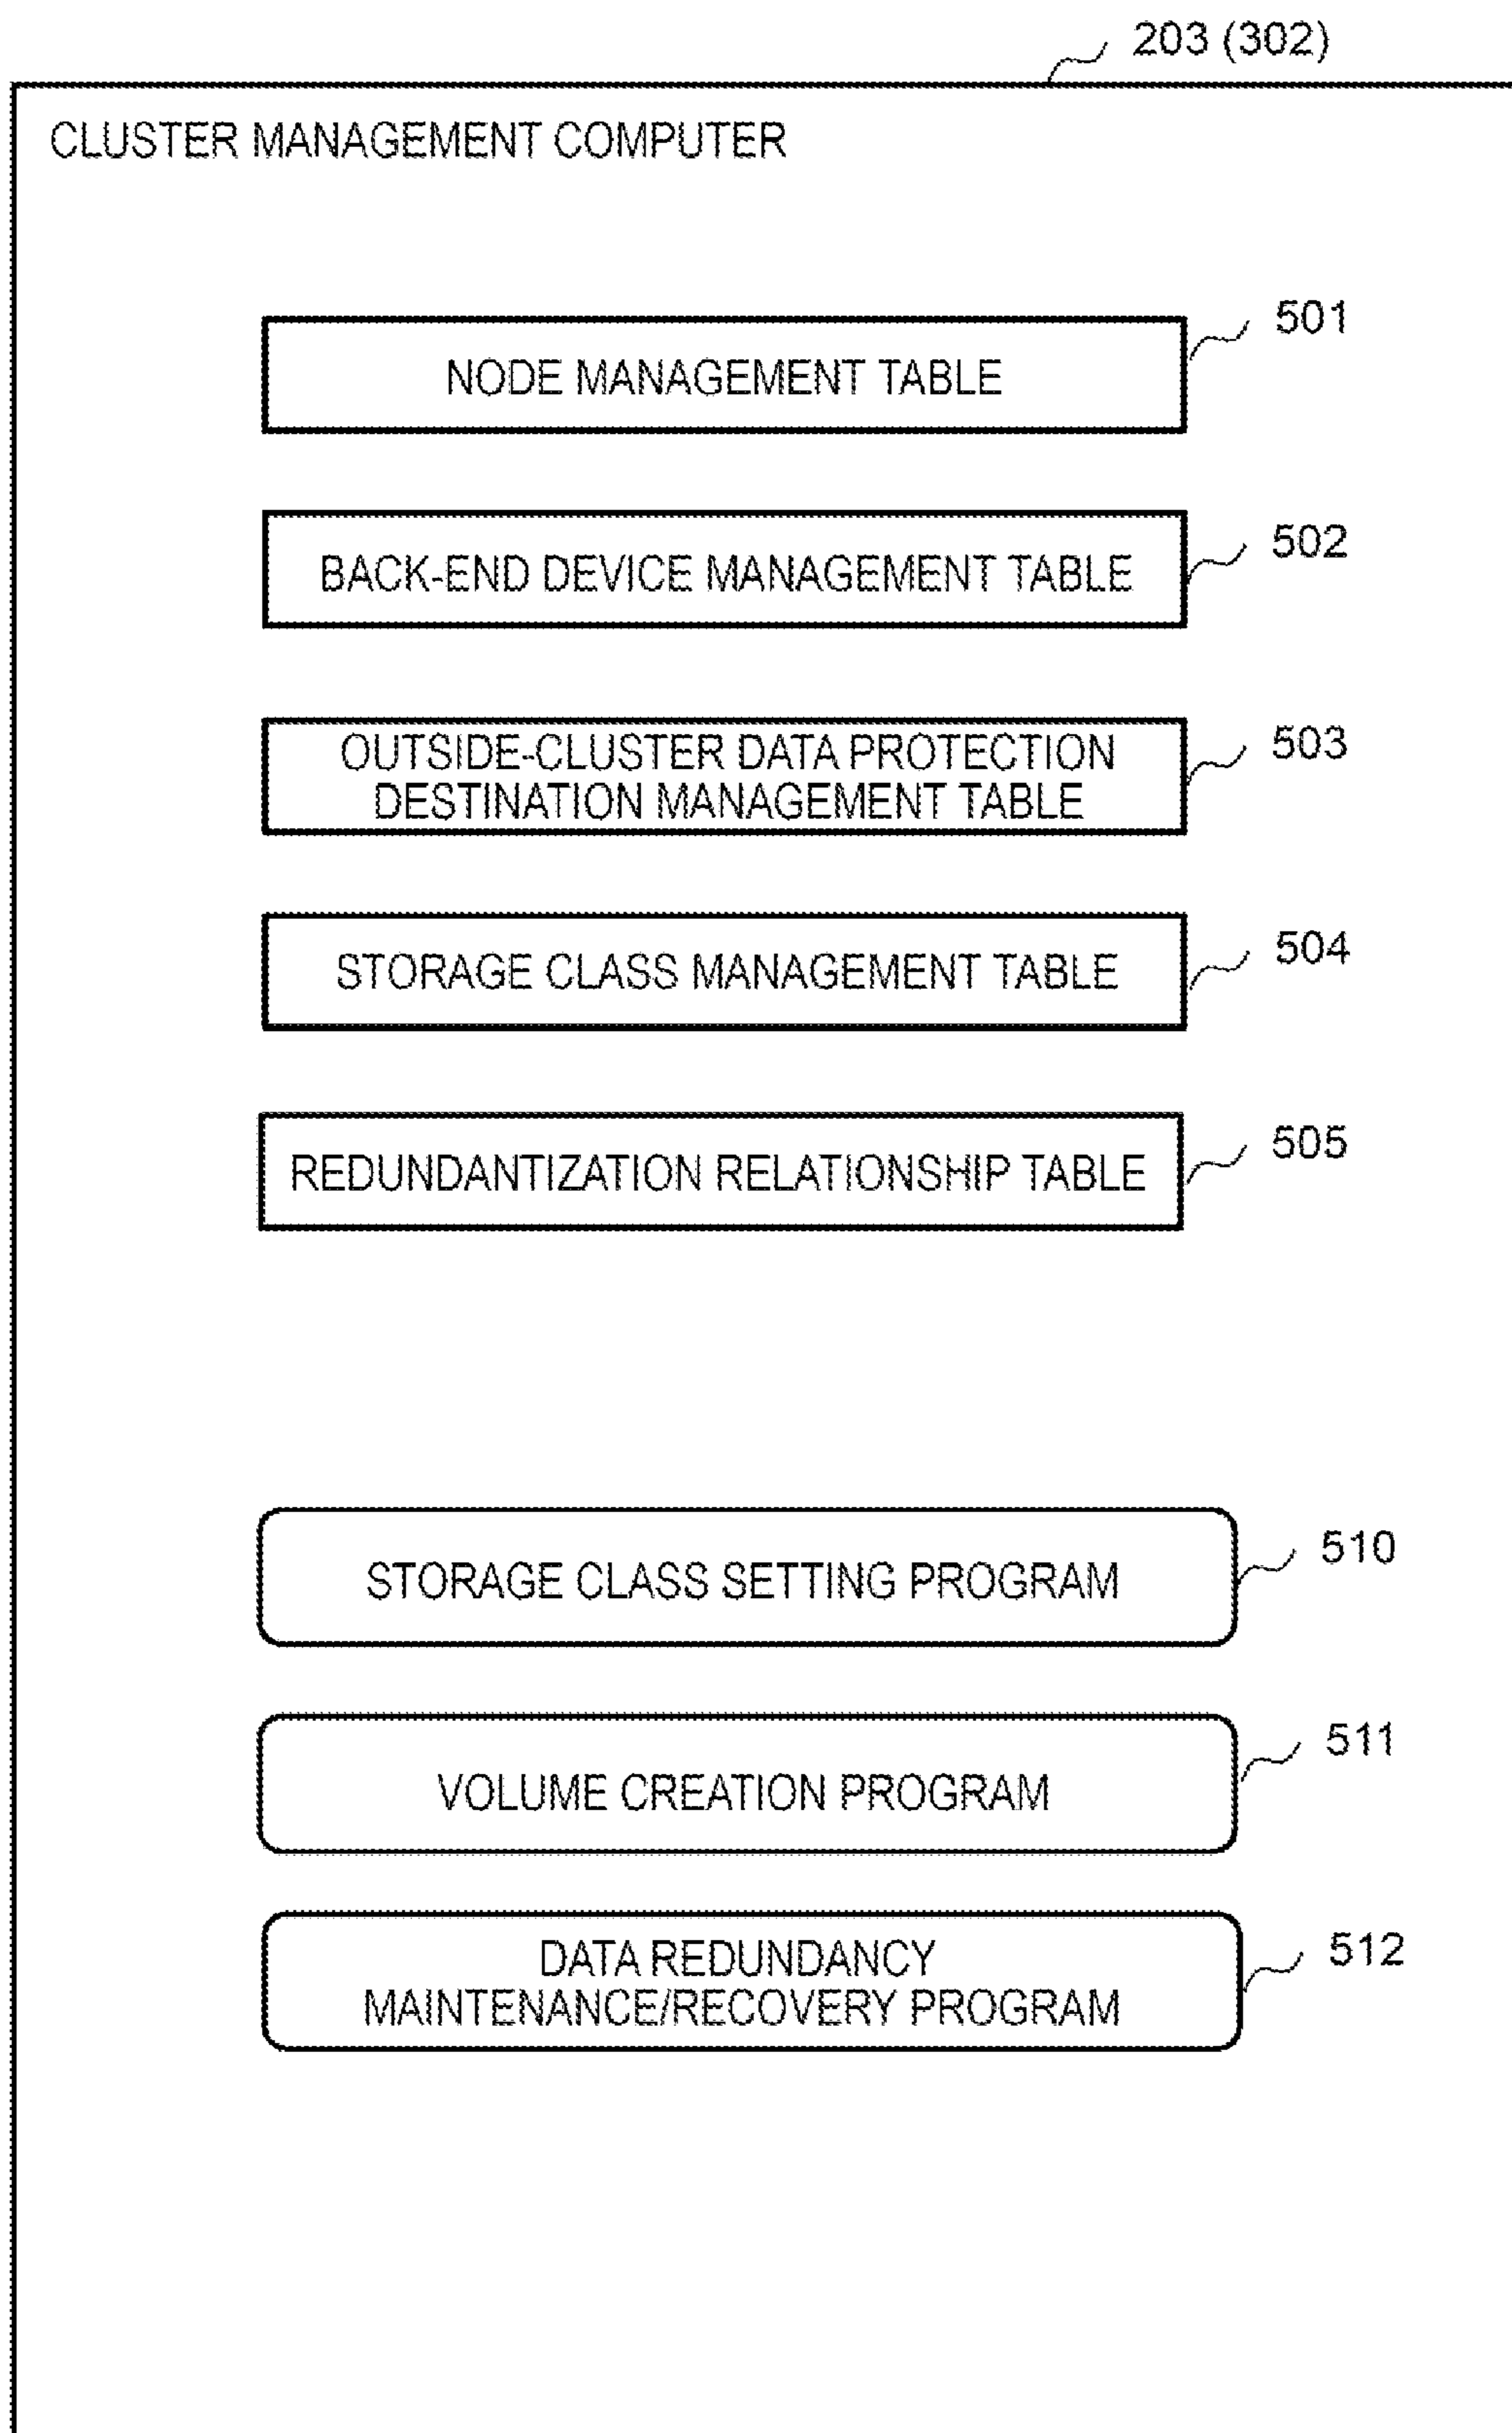 203 (302)
CLUSTER MANAGEMENT COMPUTER
501
NODE MANAGEMENT TABLE
502
BACK-END DEVICE MANAGEMENT TABLE
503
OUTSIDE-CLUSTER DATA PROTECTION
DESTINATION MANAGEMENT TABLE
504
STORAGE CLASS MANAGEMENT TABLE
505
REDUNDANTIZATION RELATIONSHIP TABLE
510
STORAGE CLASS SETTING PROGRAM
511
VOLUME CREATION PROGRAM
512
DATA REDUNDANCY
MAINTENANCE/RECOVERY PROGRAM